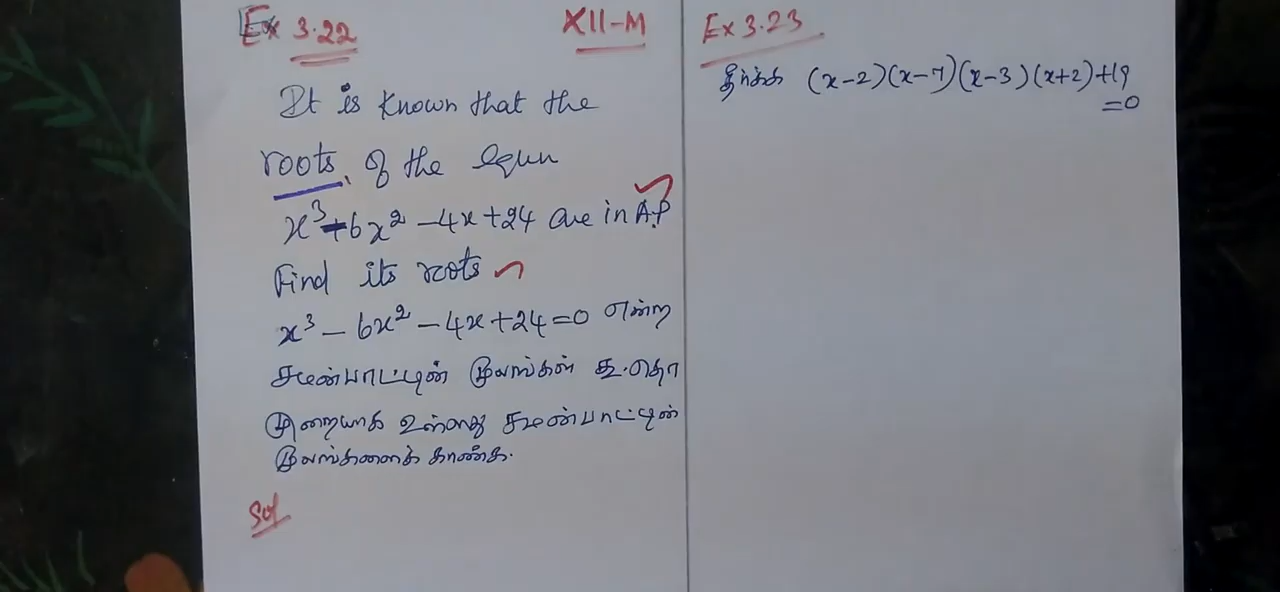 Ex 3.22
XII-M
It is known that the
roots of the equn
x³-6x² -4x +24 are in A.P
Find its roots
x³ - 6x² - 4x + 24 = 0 என்ற
சமன்பாட்டின் மூலங்கள் கூ.தொ
முறையாக உள்ளது சமன்பாட்டின்
மூலங்களைக் காண்க.
Sol
Ex 3.23
தீர்க்க (x-2)(x-7)(x-3)(x+2)+19
=0